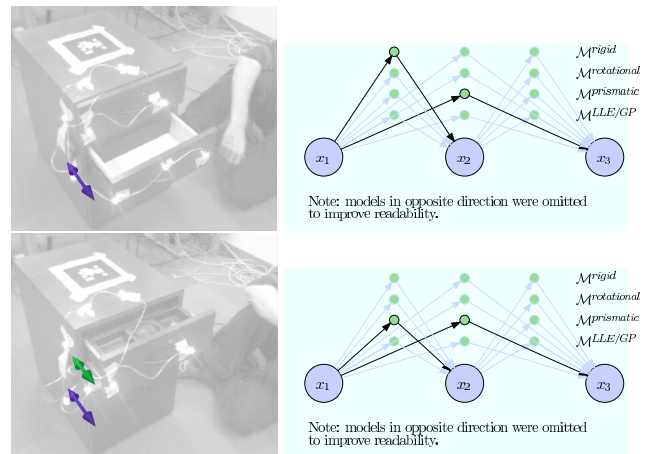 M^rigid
M^rotational
M^prismatic
M^LLE/GP
x1 x2 x3
Note: models in opposite direction were omitted
to improve readability.
M^rigid
M^rotational
M^prismatic
M^LLE/GP
x1 x2 x3
Note: models in opposite direction were omitted
to improve readability.